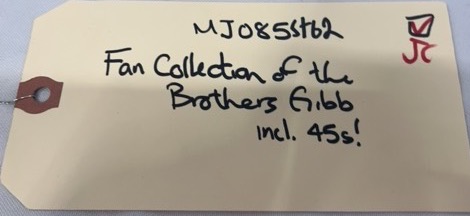 MJ085St62
JC
Fan Collection of the
Brothers Gibb
incl. 45s!